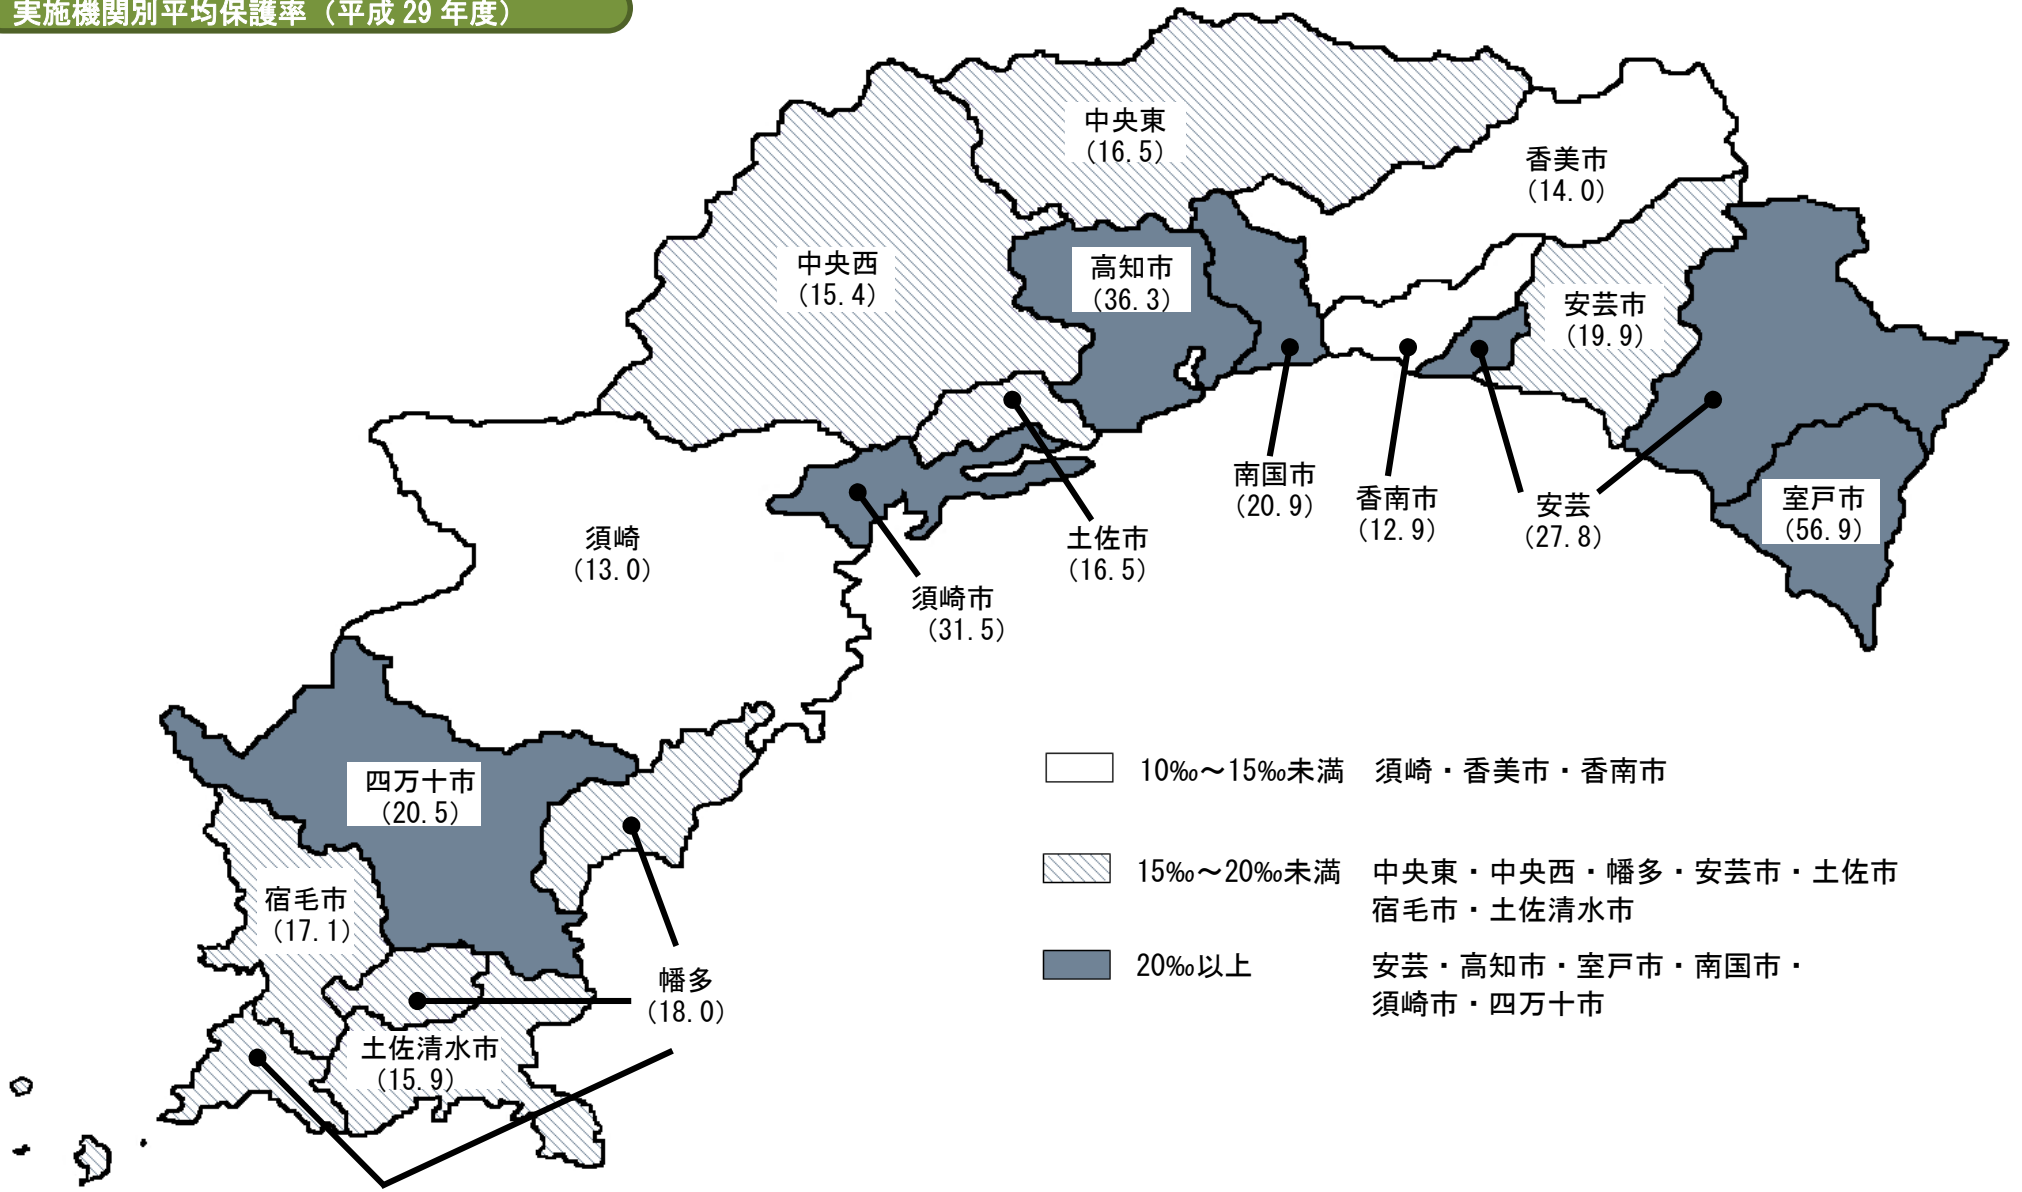 実施機関別平均保護率（平成 29 年度）
中央東
(16.5)
香美市
(14.0)
中央西
(15.4)
高知市
(36.3)
安芸市
(19.9)
南国市
(20.9)
香南市
(12.9)
安芸
(27.8)
室戸市
(56.9)
須崎
(13.0)
土佐市
(16.5)
須崎市
(31.5)
四万十市
(20.5)
宿毛市
(17.1)
幡多
(18.0)
土佐清水市
(15.9)
10‰～15‰未満 須崎・香美市・香南市
15‰～20‰未満 中央東・中央西・幡多・安芸市・土佐市
宿毛市・土佐清水市
20‰以上 安芸・高知市・室戸市・南国市・
須崎市・四万十市